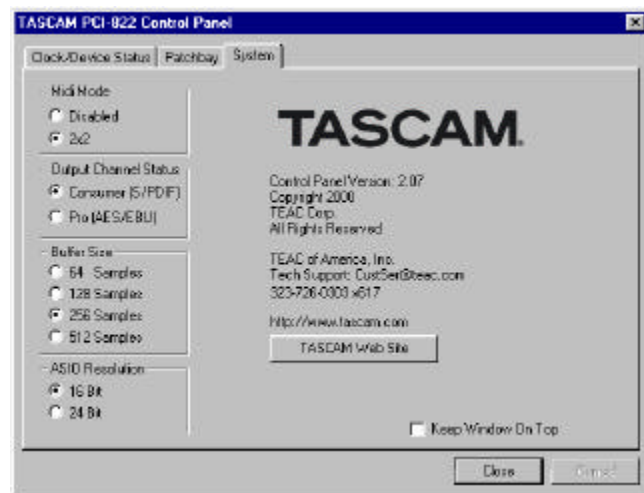 TASCAM PCI-822 Control Panel
Clock/Device Status
Patchbay
System
Midi Mode
Disabled
2x2
Output Channel Status
Consumer (S/PDIF)
Pro (AES/EBU)
Buffer Size
64 Samples
128 Samples
256 Samples
512 Samples
ASIO Resolution
16 Bit
24 Bit
TASCAM.
Control Panel Version: 2.07
Copyright 2000
TEAC Corp.
All Rights Reserved
TEAC of America, Inc.
Tech Support: CustSer@teac.com
323-726-0303 x617
http://www.tascam.com
TASCAM Web Site
Keep Window On Top
Close
Cancel